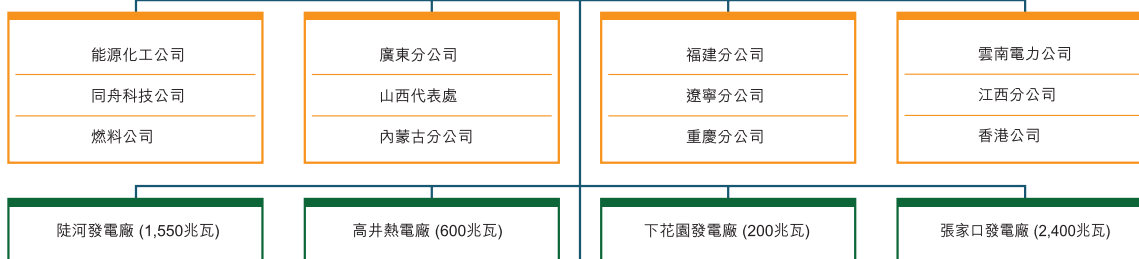 能源化工公司
同舟科技公司
燃料公司
廣東分公司
山西代表處
內蒙古分公司
福建分公司
遼寧分公司
重慶分公司
雲南電力公司
江西分公司
香港公司
陡河發電廠 (1,550兆瓦)
高井熱電廠 (600兆瓦)
下花園發電廠 (200兆瓦)
張家口發電廠 (2,400兆瓦)